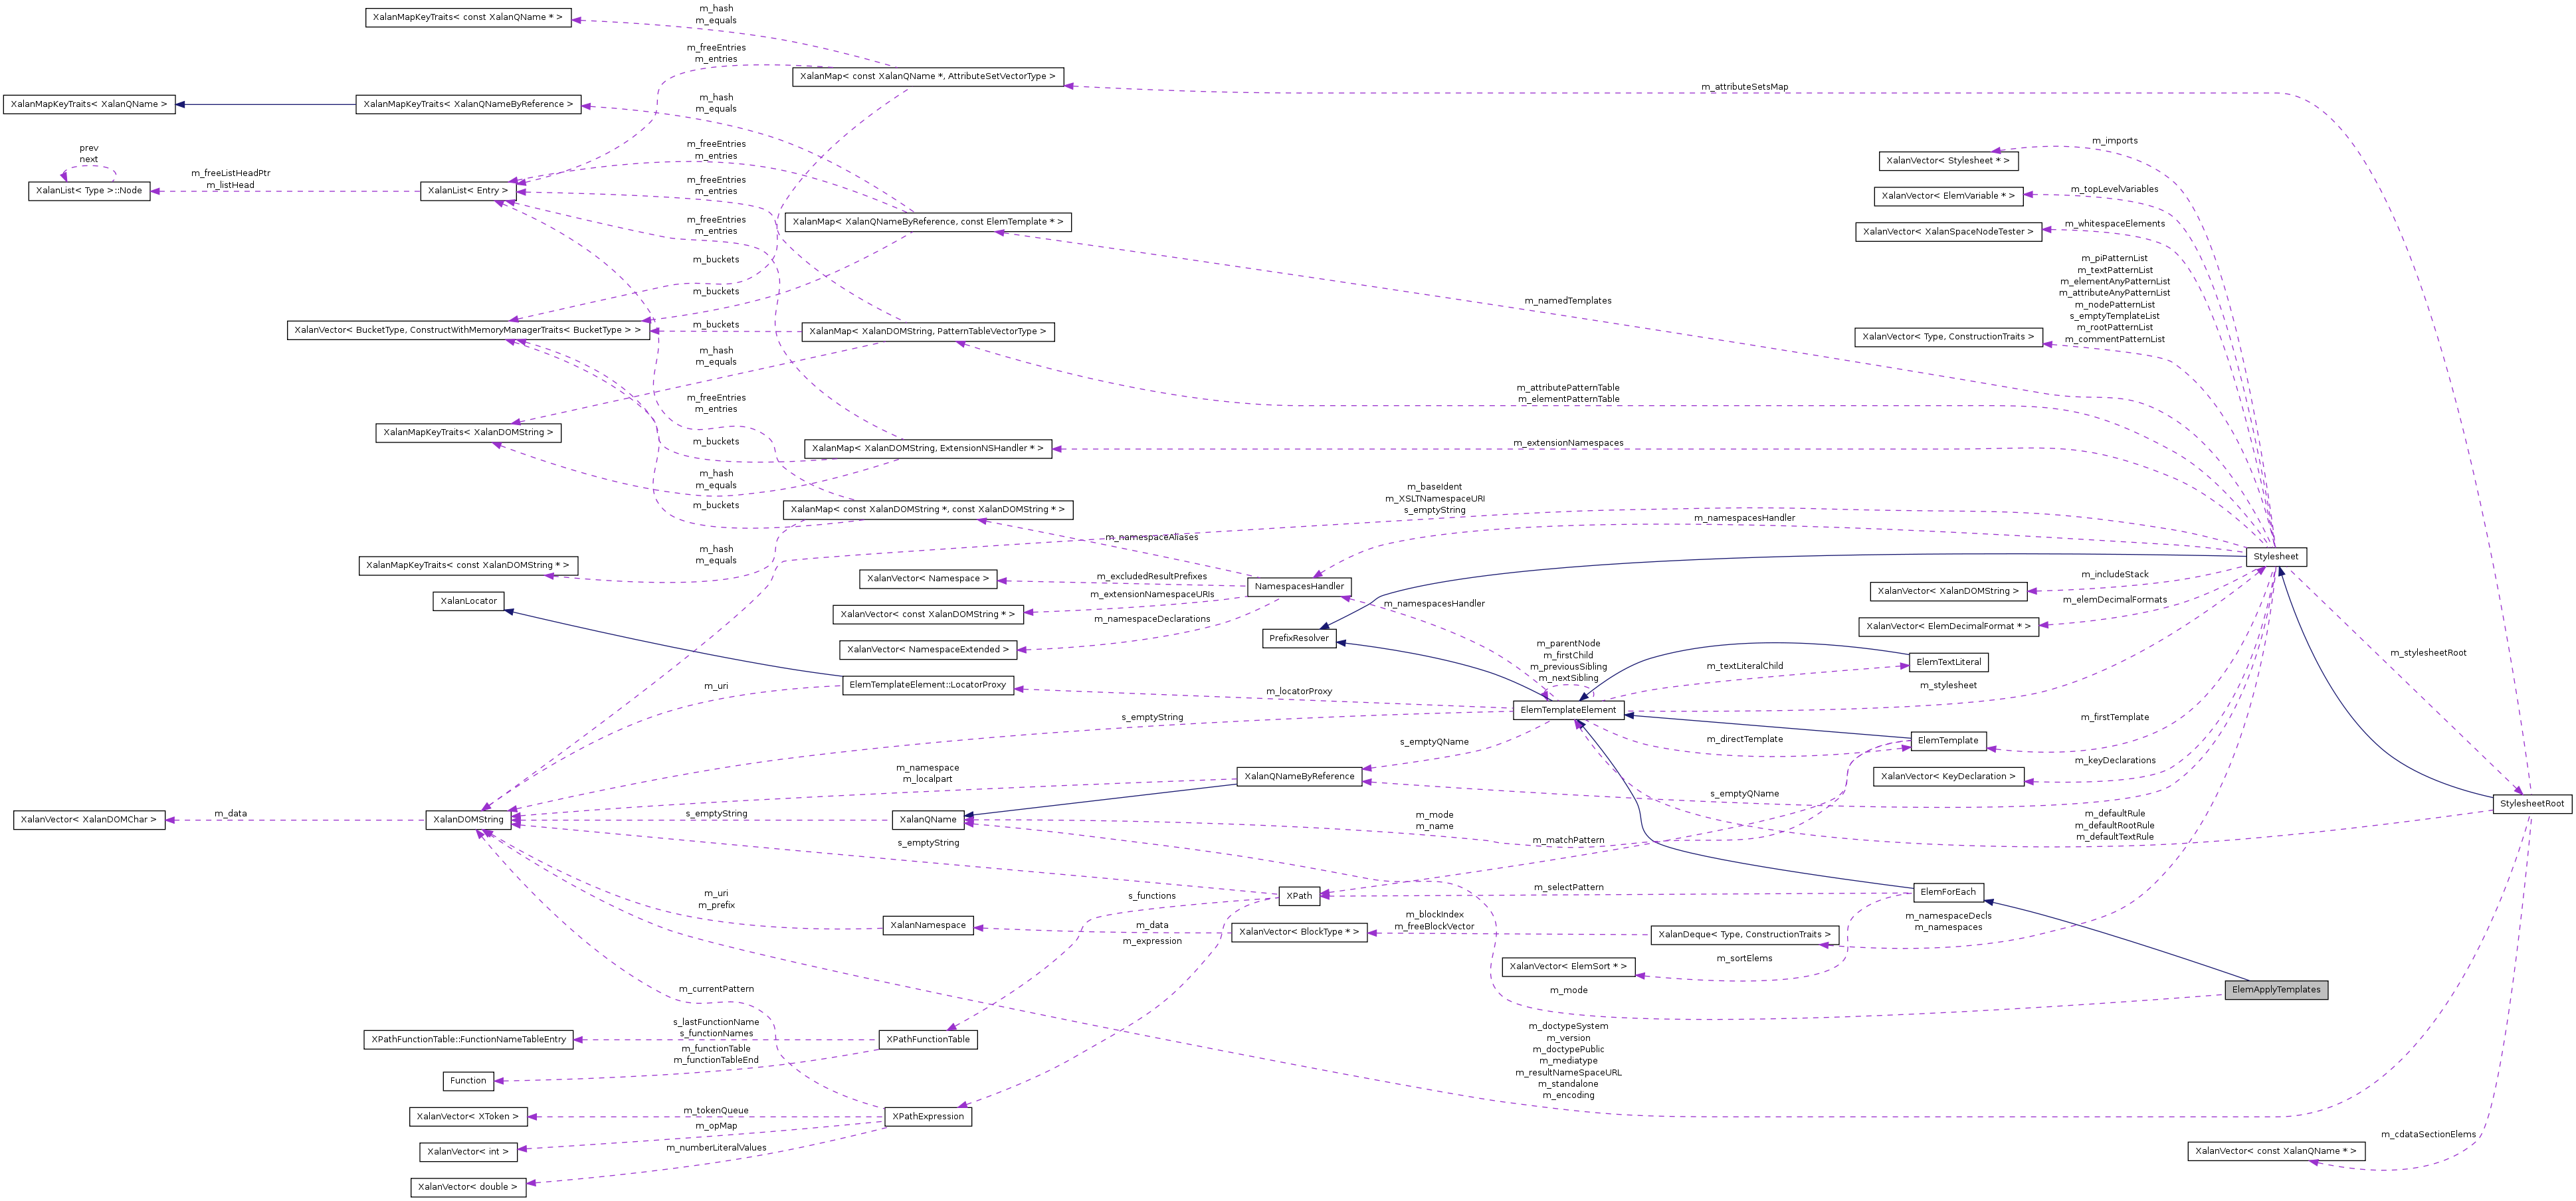 m_hash
m_equals
XalanMapKeyTraits< const XalanQName * >
m_freeEntries
m_entries
XalanMap< const XalanQName *, AttributeSetVectorType >
m_attributeSetsMap
XalanMapKeyTraits< XalanQName >
XalanMapKeyTraits< XalanQNameByReference >
m_hash
m_equals
m_imports
prev
next
m_freeEntries
m_entries
XalanVector< Stylesheet * >
m_freeListHeadPtr
m_listHead
XalanList< Type >::Node
XalanList< Entry >
m_freeEntries
m_entries
m_topLevelVariables
XalanVector< ElemVariable * >
m_freeEntries
m_entries
XalanMap< XalanQNameByReference, const ElemTemplate * >
m_whitespaceElements
XalanVector< XalanSpaceNodeTester >
m_buckets
m_piPatternList
m_textPatternList
m_elementAnyPatternList
m_attributeAnyPatternList
m_nodePatternList
s_emptyTemplateList
m_rootPatternList
m_commentPatternList
m_buckets
m_namedTemplates
XalanVector< BucketType, ConstructWithMemoryManagerTraits< BucketType > >
m_buckets
XalanMap< XalanDOMString, PatternTableVectorType >
XalanVector< Type, ConstructionTraits >
m_hash
m_equals
m_attributePatternTable
m_elementPatternTable
m_freeEntries
m_entries
XalanMapKeyTraits< XalanDOMString >
m_buckets
XalanMap< XalanDOMString, ExtensionNSHandler * >
m_extensionNamespaces
m_hash
m_equals
m_baseIdent
m_XSLTNamespaceURI
s_emptyString
m_buckets
XalanMap< const XalanDOMString *, const XalanDOMString * >
m_namespacesHandler
m_namespaceAliases
m_hash
m_equals
Stylesheet
XalanMapKeyTraits< const XalanDOMString * >
XalanVector< Namespace >
m_excludedResultPrefixes
NamespacesHandler
m_includeStack
XalanVector< XalanDOMString >
m_extensionNamespaceURIs
XalanLocator
XalanVector< const XalanDOMString * >
m_namespacesHandler
m_elemDecimalFormats
m_namespaceDeclarations
XalanVector< ElemDecimalFormat * >
PrefixResolver
XalanVector< NamespaceExtended >
m_parentNode
m_firstChild
m_previousSibling
m_nextSibling
m_textLiteralChild
ElemTextLiteral
m_stylesheetRoot
m_uri
ElemTemplateElement::LocatorProxy
m_locatorProxy
m_stylesheet
ElemTemplateElement
s_emptyString
m_firstTemplate
s_emptyQName
m_directTemplate
ElemTemplate
m_namespace
m_localpart
XalanQNameByReference
XalanVector< KeyDeclaration >
m_keyDeclarations
s_emptyQName
StylesheetRoot
XalanVector< XalanDOMChar >
m_data
XalanDOMString
s_emptyString
XalanQName
m_mode
m_name
m_defaultRule
m_defaultRootRule
m_defaultTextRule
s_emptyString
m_matchPattern
m_uri
m_prefix
s_functions
XPath
m_selectPattern
ElemForEach
XalanNamespace
m_data
m_expression
XalanVector< BlockType * >
m_blockIndex
m_freeBlockVector
XalanDeque< Type, ConstructionTraits >
m_namespaceDecls
m_namespaces
XalanVector< ElemSort * >
m_sortElems
m_currentPattern
m_mode
ElemApplyTemplates
s_lastFunctionName
s_functionNames
XPathFunctionTable::FunctionNameTableEntry
XPathFunctionTable
m_functionTable
m_functionTableEnd
Function
m_doctypeSystem
m_version
m_doctypePublic
m_mediatype
m_resultNameSpaceURL
m_standalone
m_encoding
XalanVector< XToken >
m_tokenQueue
XPathExpression
m_opMap
XalanVector< int >
m_numberLiteralValues
XalanVector< double >
m_cdataSectionElems
XalanVector< const XalanQName * >